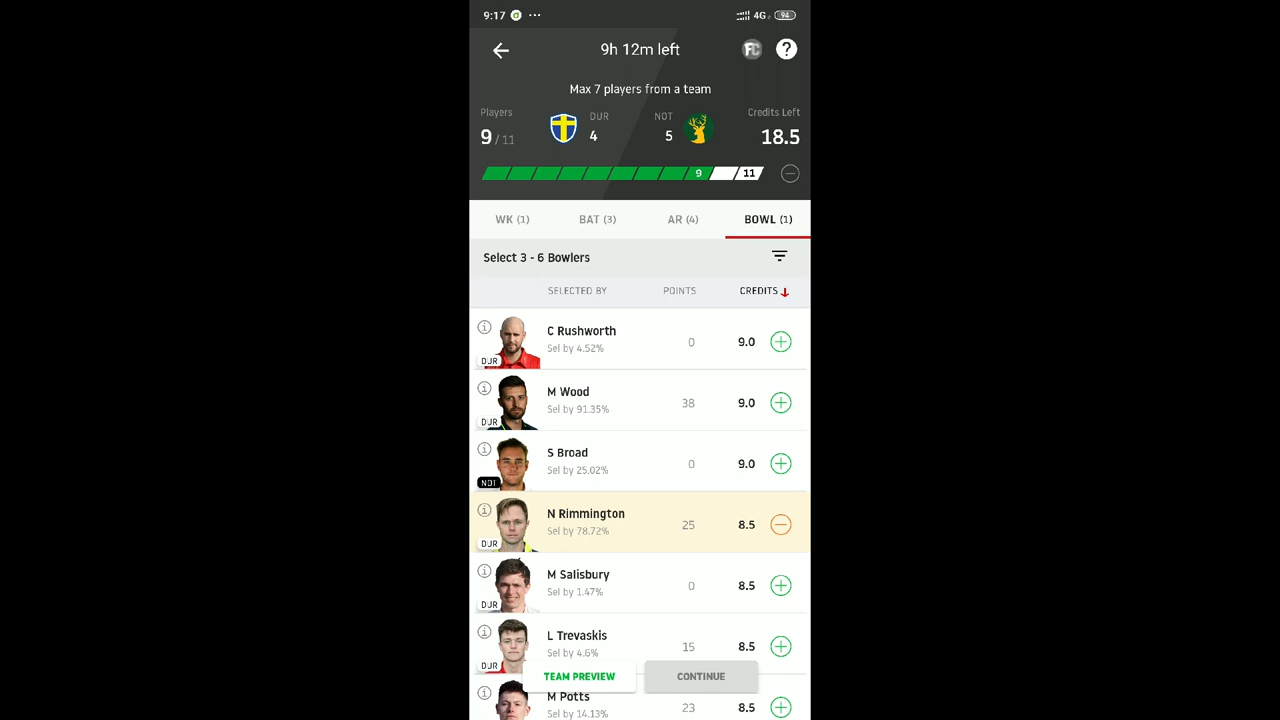 9:17 ... 4G 94
9h 12m left FC ?
Max 7 players from a team
Players DUR NOT Credits Left
9 / 11 4 5 18.5
9 11
WK (1) BAT (3) AR (4) BOWL (1)
Select 3 - 6 Bowlers
SELECTED BY POINTS CREDITS
C Rushworth
Sel by 4.52% 0 9.0
DUR
M Wood
Sel by 91.35% 38 9.0
DUR
S Broad
Sel by 25.02% 0 9.0
NOT
N Rimmington
Sel by 78.72% 25 8.5
DUR
M Salisbury
Sel by 1.47% 0 8.5
DUR
L Trevaskis
Sel by 4.6% 15 8.5
DUR
TEAM PREVIEW CONTINUE
M Potts
Sel by 14.13% 23 8.5